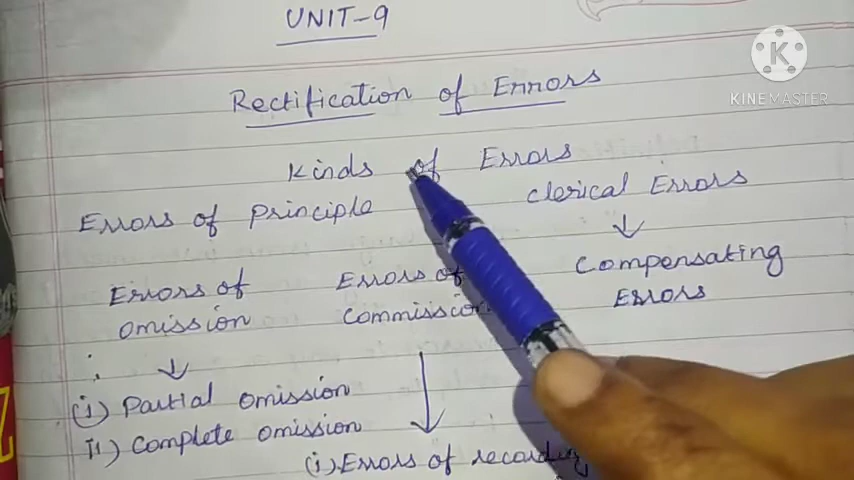 UNIT-9
Rectification of Errors
Kinds of Errors
Errors of principle
clerical Errors
Errors of omission
Errors of commission
compensating Errors
(i) Partial omission
ii) Complete omission
(i) Errors of recording
KINEMASTER